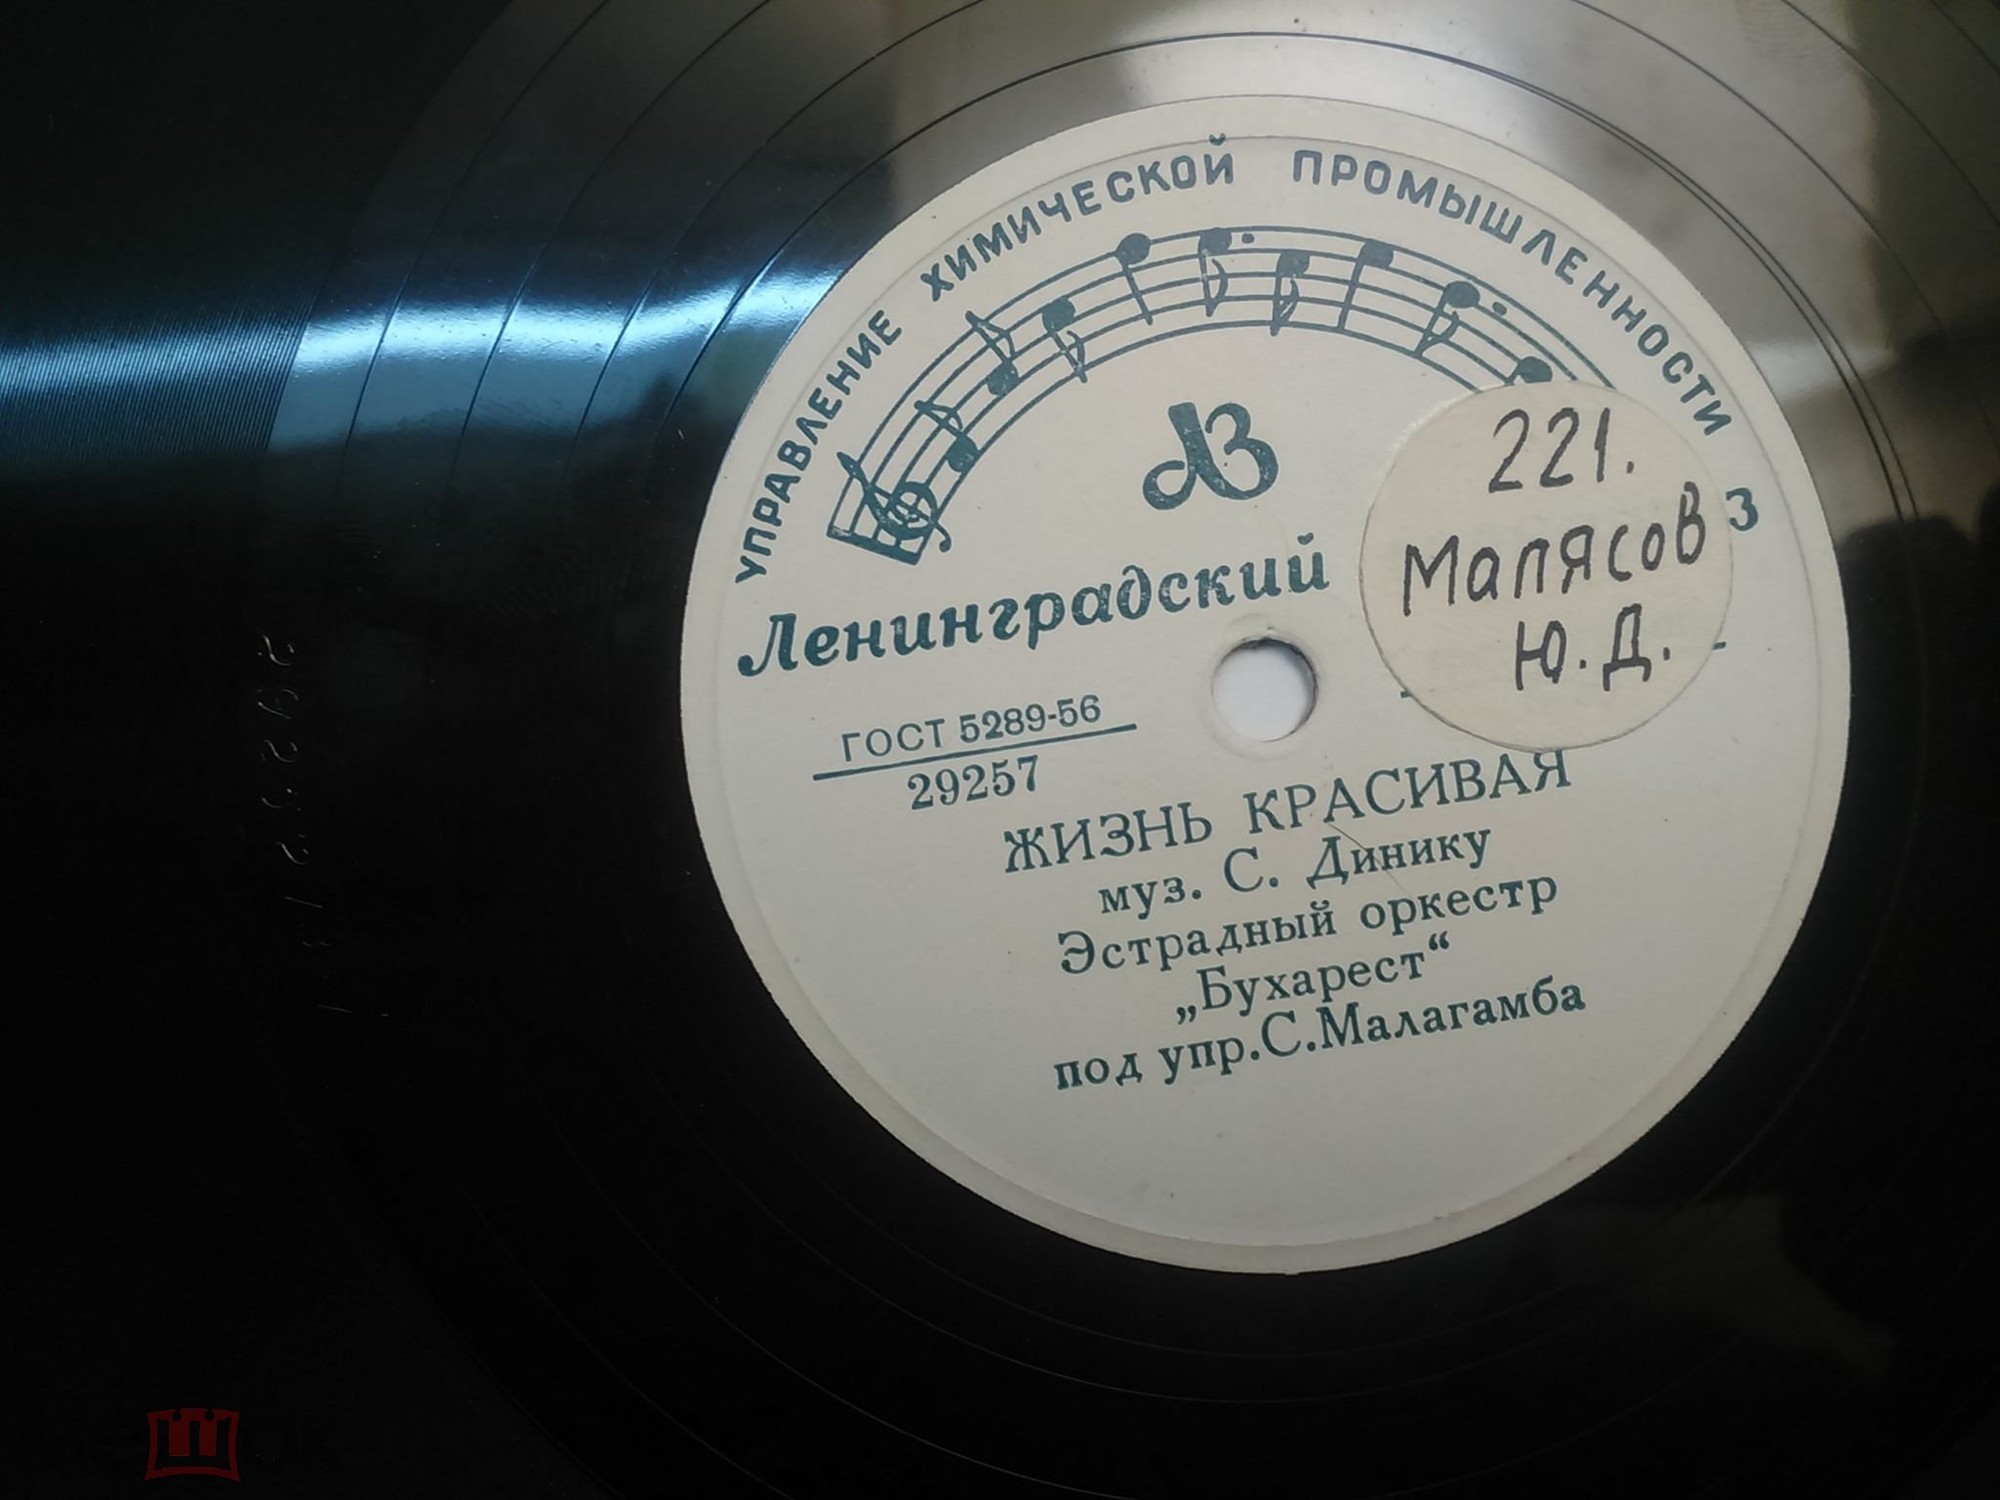 УПРАВЛЕНИЕ ХИМИЧЕСКОЙ ПРОМЫШЛЕННОСТИ
ЛЗ
221.
Малясов
Ю.Д.
З
Ленинградский
ГОСТ 5289-56
29257
ЖИЗНЬ КРАСИВАЯ
муз. С. Динику
Эстрадный оркестр
„Бухарест“
под упр.С.Малагамба